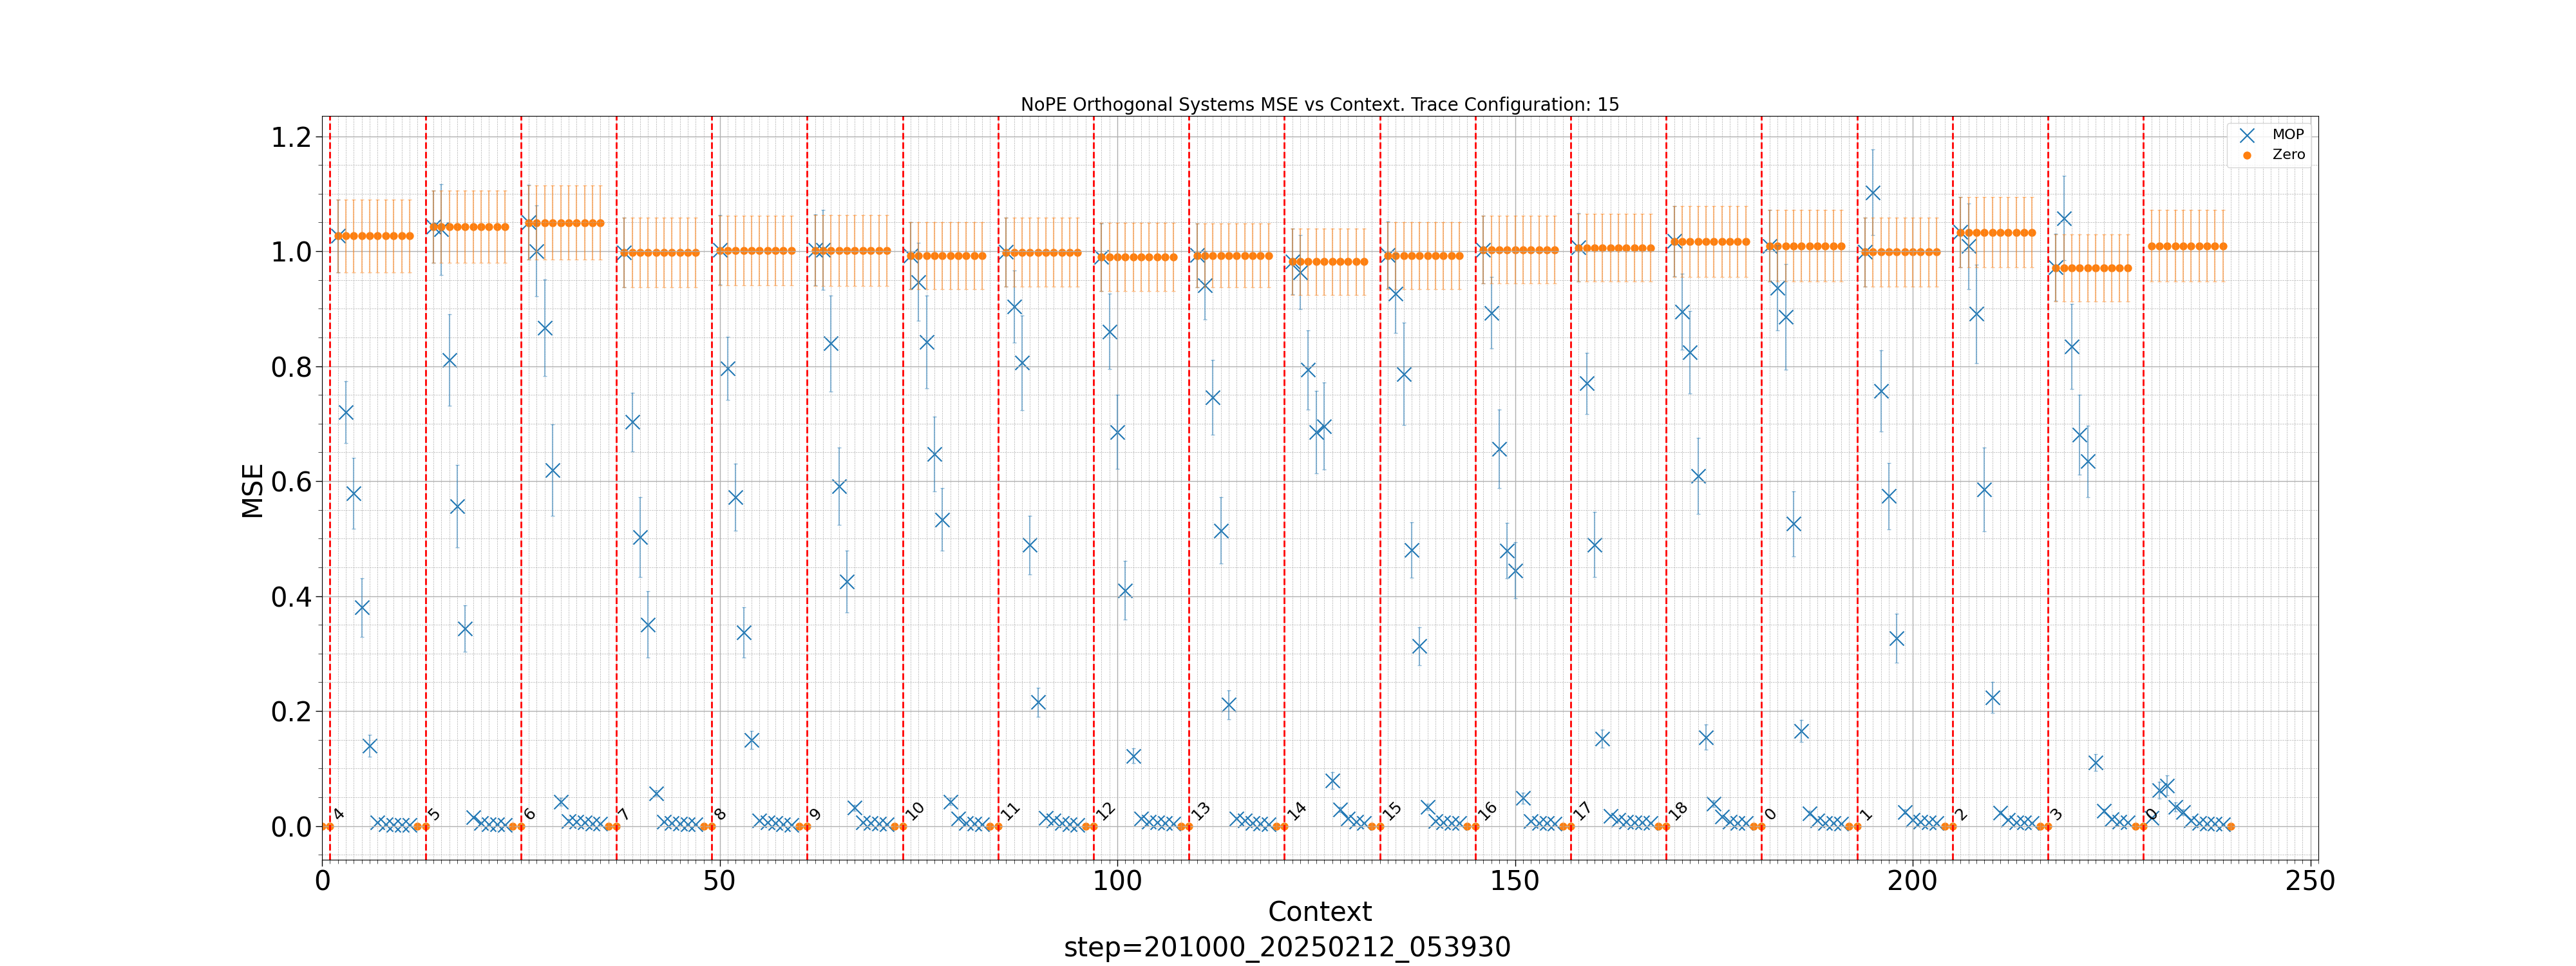 NoPE Orthogonal Systems MSE vs Context. Trace Configuration: 15
MOP
Zero
1.2
1.0
0.8
0.6
0.4
0.2
0.0
MSE
4 5 6 7 8 9 10 11 12 13 14 15 16 17 18 0 1 2 3 0
0 50 100 150 200 250
Context
step=201000_20250212_053930